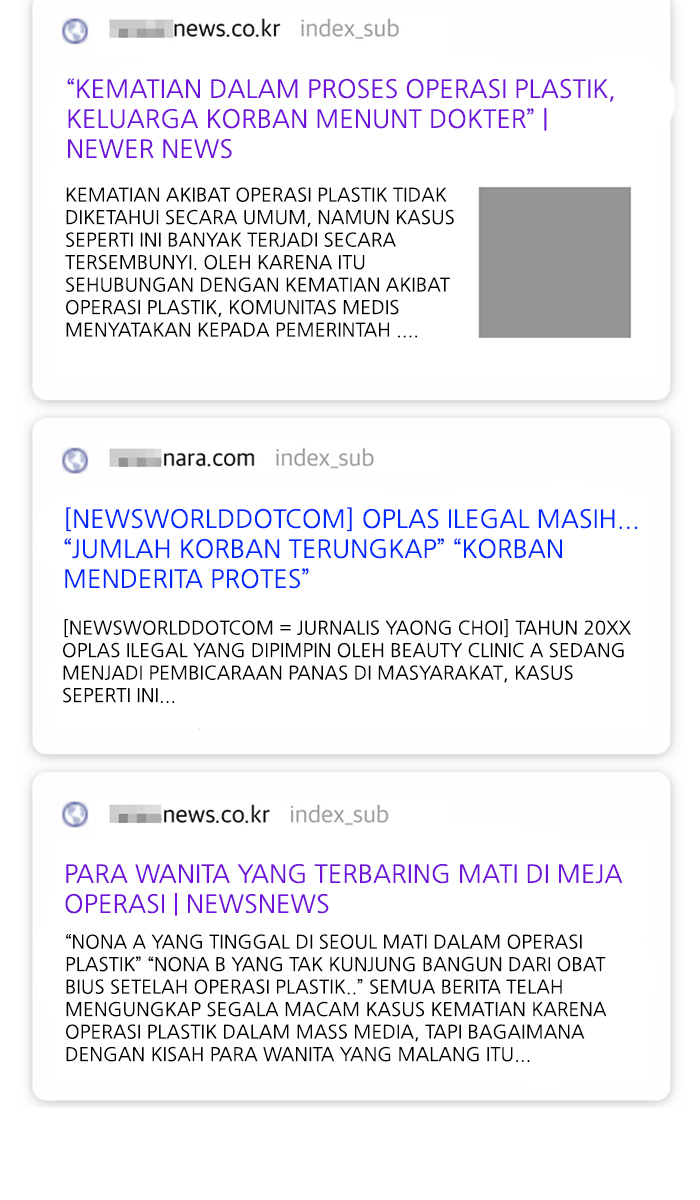 news.co.kr index_sub
“KEMATIAN DALAM PROSES OPERASI PLASTIK,
KELUARGA KORBAN MENUNT DOKTER” |
NEWER NEWS
KEMATIAN AKIBAT OPERASI PLASTIK TIDAK
DIKETAHUI SECARA UMUM, NAMUN KASUS
SEPERTI INI BANYAK TERJADI SECARA
TERSEMBUNYI. OLEH KARENA ITU
SEHUBUNGAN DENGAN KEMATIAN AKIBAT
OPERASI PLASTIK, KOMUNITAS MEDIS
MENYATAKAN KEPADA PEMERINTAH ....
nara.com index_sub
[NEWSWORLDDOTCOM] OPLAS ILEGAL MASIH...
“JUMLAH KORBAN TERUNGKAP” “KORBAN
MENDERITA PROTES”
[NEWSWORLDDOTCOM = JURNALIS YAONG CHOI] TAHUN 20XX
OPLAS ILEGAL YANG DIPIMPIN OLEH BEAUTY CLINIC A SEDANG
MENJADI PEMBICARAAN PANAS DI MASYARAKAT, KASUS
SEPERTI INI...
news.co.kr index_sub
PARA WANITA YANG TERBARING MATI DI MEJA
OPERASI | NEWSNEWS
“NONA A YANG TINGGAL DI SEOUL MATI DALAM OPERASI
PLASTIK” “NONA B YANG TAK KUNJUNG BANGUN DARI OBAT
BIUS SETELAH OPERASI PLASTIK..” SEMUA BERITA TELAH
MENGUNGKAP SEGALA MACAM KASUS KEMATIAN KARENA
OPERASI PLASTIK DALAM MASS MEDIA, TAPI BAGAIMANA
DENGAN KISAH PARA WANITA YANG MALANG ITU...